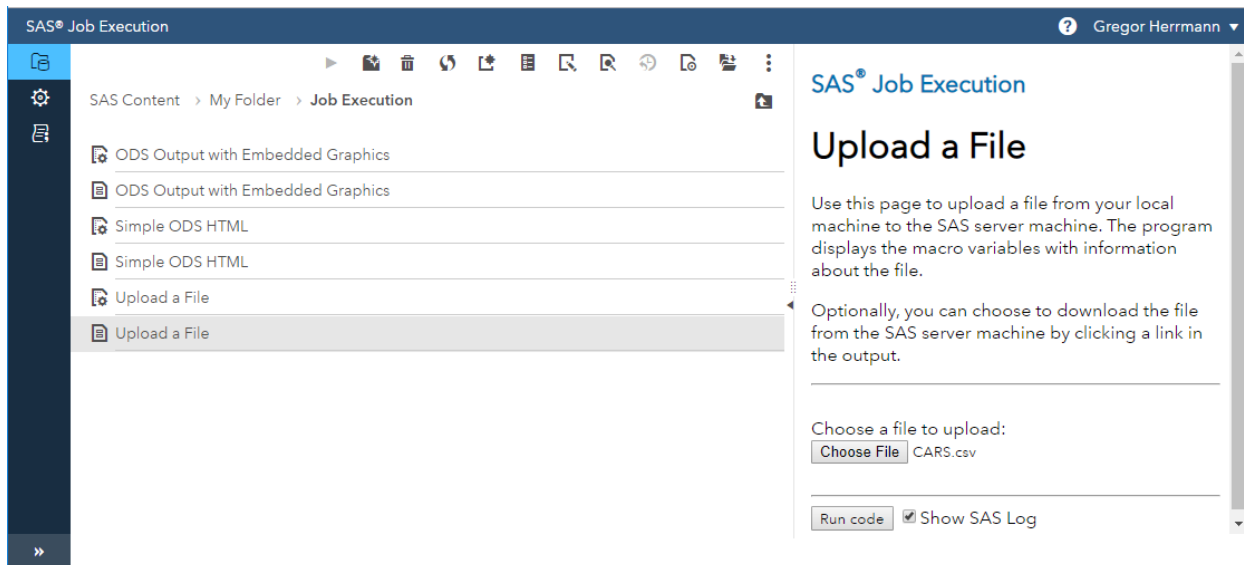 SAS® Job Execution
? Gregor Herrmann
SAS Content > My Folder > Job Execution
ODS Output with Embedded Graphics
ODS Output with Embedded Graphics
Simple ODS HTML
Simple ODS HTML
Upload a File
Upload a File
SAS® Job Execution
Upload a File
Use this page to upload a file from your local
machine to the SAS server machine. The program
displays the macro variables with information
about the file.
Optionally, you can choose to download the file
from the SAS server machine by clicking a link in
the output.
Choose a file to upload:
Choose File CARS.csv
Run code Show SAS Log